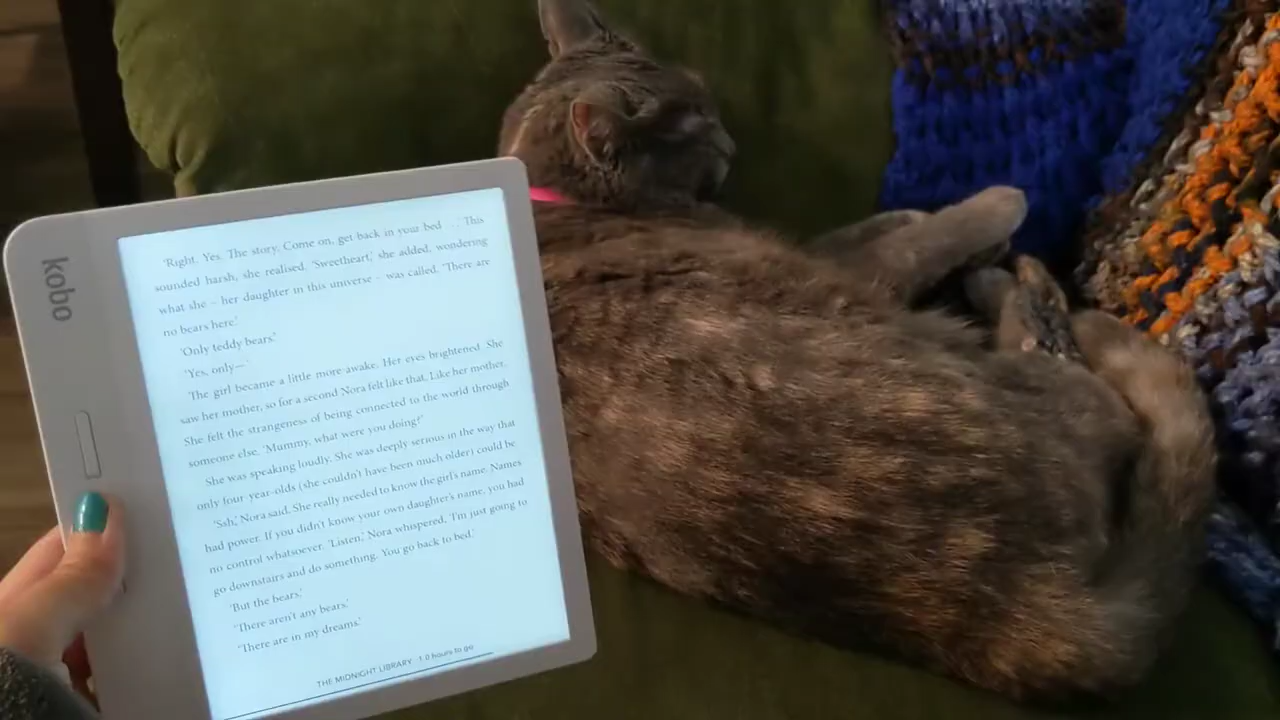 kobo
'Right. Yes. The story. Come on, get back in your bed . . . This
sounded harsh, she realised. 'Sweetheart,' she added, wondering
what she – her daughter in this universe – was called. 'There are
no bears here.'
'Only teddy bears.'
'Yes, only—'
The girl became a little more awake. Her eyes brightened. She
saw her mother, so for a second Nora felt like that. Like her mother.
She felt the strangeness of being connected to the world through
someone else. 'Mummy, what were you doing?'
She was speaking loudly. She was deeply serious in the way that
only four-year-olds (she couldn't have been much older) could be.
'Ssh,' Nora said. She really needed to know the girl's name. Names
had power. If you didn't know your own daughter's name, you had
no control whatsoever. 'Listen,' Nora whispered, 'I'm just going to
go downstairs and do something. You go back to bed.'
'But the bears.'
'There aren't any bears.'
'There are in my dreams.'
THE MIDNIGHT LIBRARY 1.0 hours to go